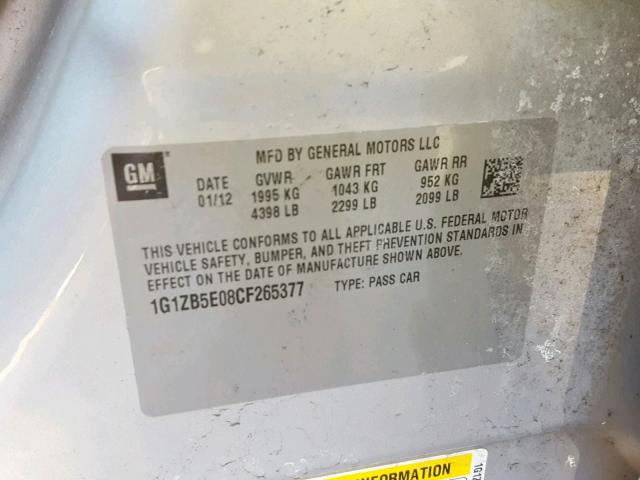 GM
MFD BY GENERAL MOTORS LLC
DATE GVWR GAWR FRT GAWR RR
01/12 1995 KG 1043 KG 952 KG
4398 LB 2299 LB 2099 LB
THIS VEHICLE CONFORMS TO ALL APPLICABLE U.S. FEDERAL MOTOR
VEHICLE SAFETY, BUMPER, AND THEFT PREVENTION STANDARDS IN
EFFECT ON THE DATE OF MANUFACTURE SHOWN ABOVE.
1G1ZB5E08CF265377 TYPE: PASS CAR
INFORMATION